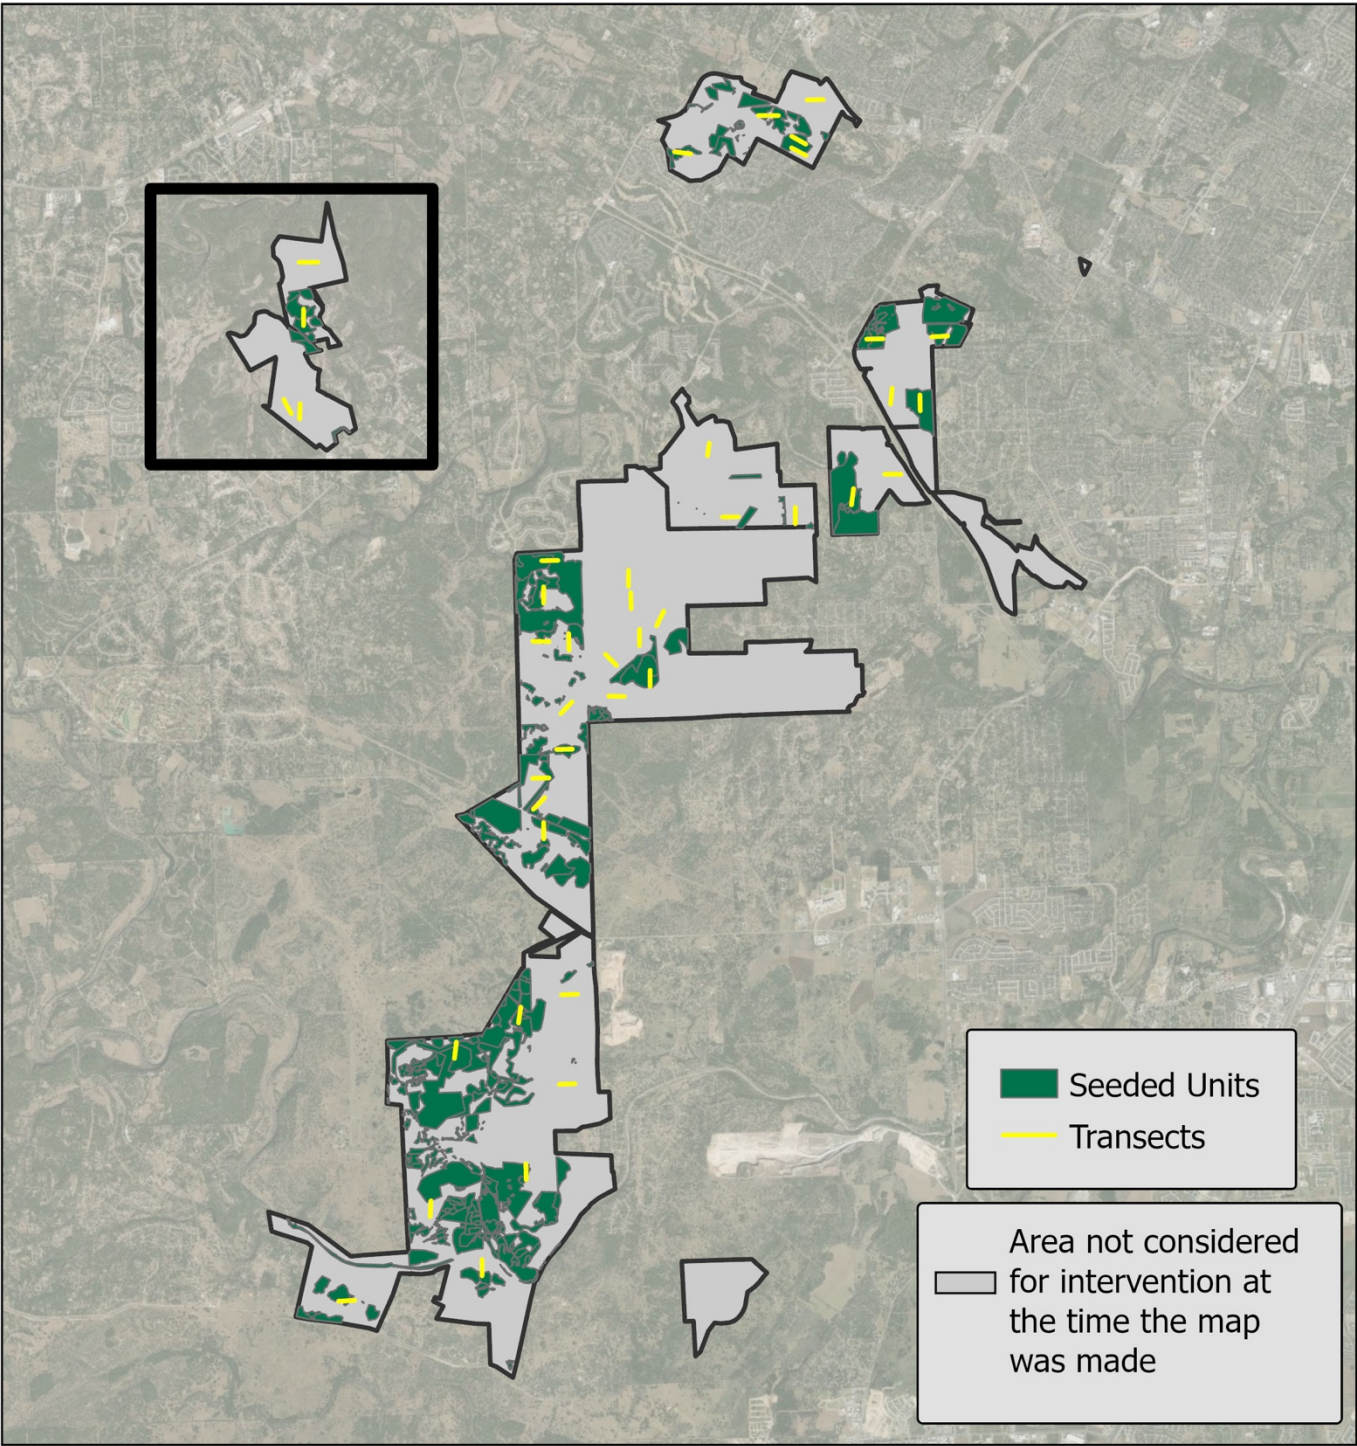 Seeded Units
Transects
Area not considered
for intervention at
the time the map
was made